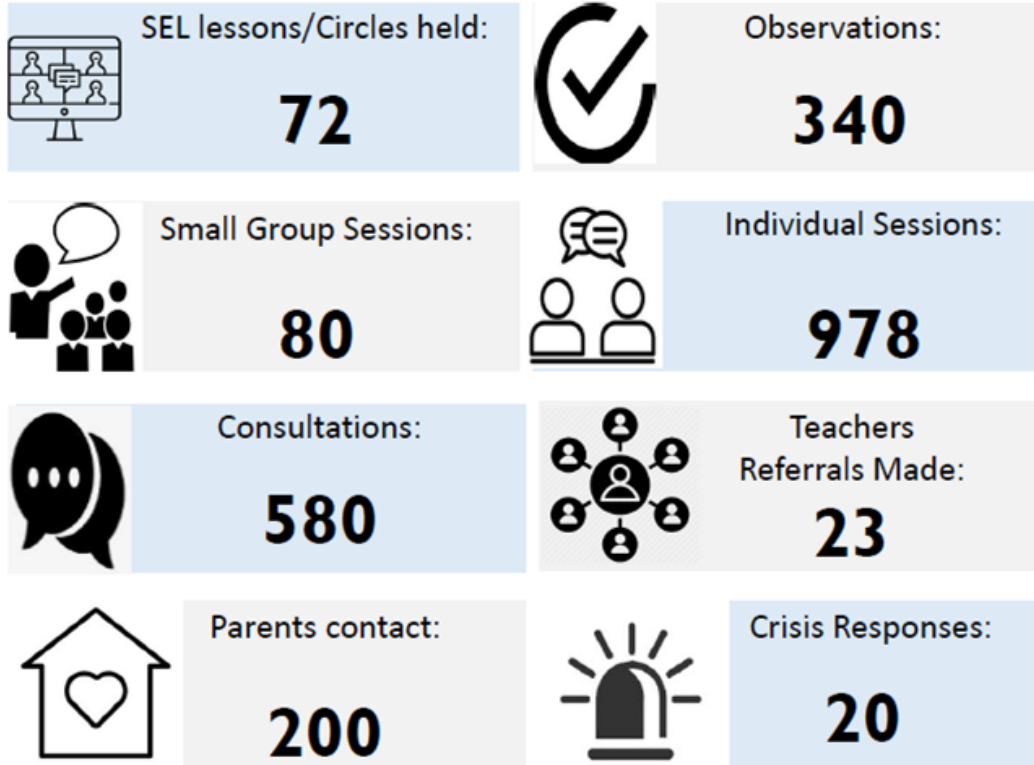 SEL lessons/Circles held:
72
Observations:
340
Small Group Sessions:
80
Individual Sessions:
978
Consultations:
580
Teachers
Referrals Made:
23
Parents contact:
200
Crisis Responses:
20